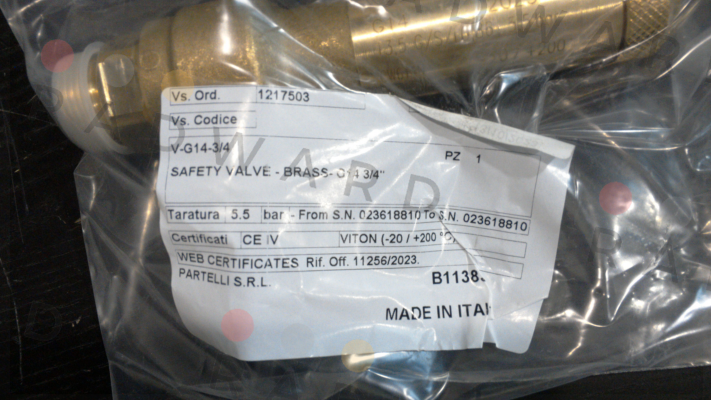 Vs. Ord. 1217503
Vs. Codice
V-G14-3/4 PZ 1
SAFETY VALVE - BRASS- G14 3/4"
Taratura 5.5 bar - From S.N. 023618810 To S.N. 023618810
Certificati CE IV VITON (-20 / +200 °C)
WEB CERTIFICATES Rif. Off. 11256/2023.
PARTELLI S.R.L.
MADE IN